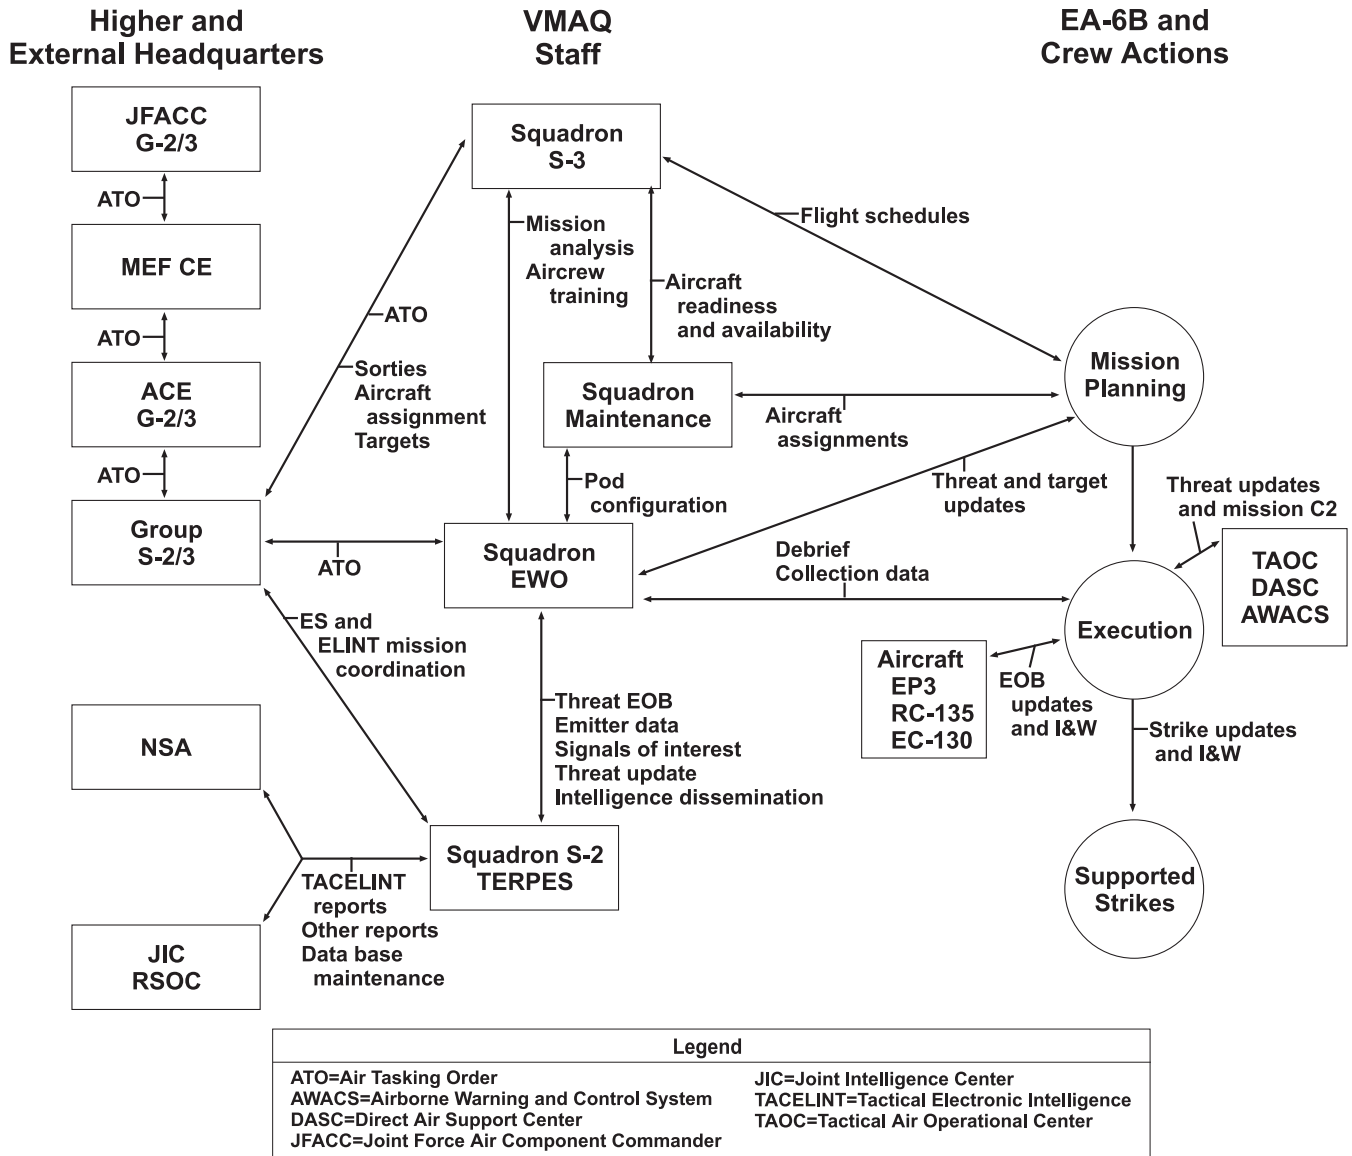 Higher and
External Headquarters
VMAQ
Staff
EA-6B and
Crew Actions
JFACC
G-2/3
ATO
MEF CE
ATO
ACE
G-2/3
ATO
Group
S-2/3
NSA
JIC
RSOC
Squadron
S-3
Mission
analysis
Aircrew
training
Aircraft
readiness
and availability
ATO
Sorties
Aircraft
assignment
Targets
Squadron
Maintenance
Pod
configuration
ATO
Squadron
EWO
ES and
ELINT mission
coordination
Threat EOB
Emitter data
Signals of interest
Threat update
Intelligence dissemination
Squadron S-2
TERPES
TACELINT
reports
Other reports
Data base
maintenance
Flight schedules
Mission
Planning
Aircraft
assignments
Threat and target
updates
Debrief
Collection data
Threat updates
and mission C2
TAOC
DASC
AWACS
Execution
Aircraft
EP3
RC-135
EC-130
EOB
updates
and I&W
Strike updates
and I&W
Supported
Strikes
Legend
ATO=Air Tasking Order
AWACS=Airborne Warning and Control System
DASC=Direct Air Support Center
JFACC=Joint Force Air Component Commander
JIC=Joint Intelligence Center
TACELINT=Tactical Electronic Intelligence
TAOC=Tactical Air Operational Center